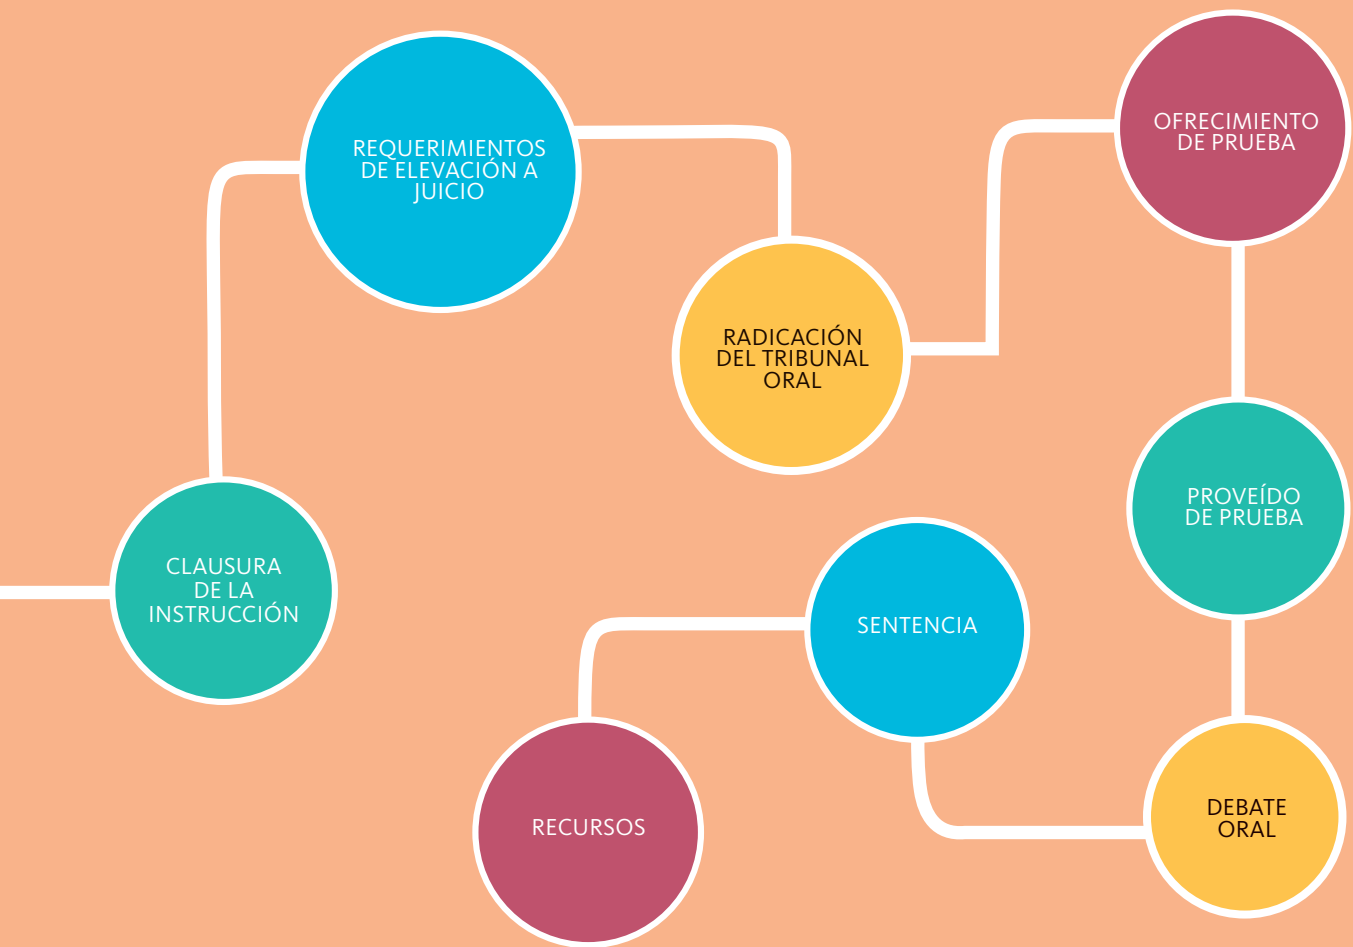 CLAUSURA
DE LA
INSTRUCCIÓN
REQUERIMIENTOS
DE ELEVACIÓN A
JUICIO
RADICACIÓN
DEL TRIBUNAL
ORAL
OFRECIMIENTO
DE PRUEBA
PROVEÍDO
DE PRUEBA
DEBATE
ORAL
SENTENCIA
RECURSOS